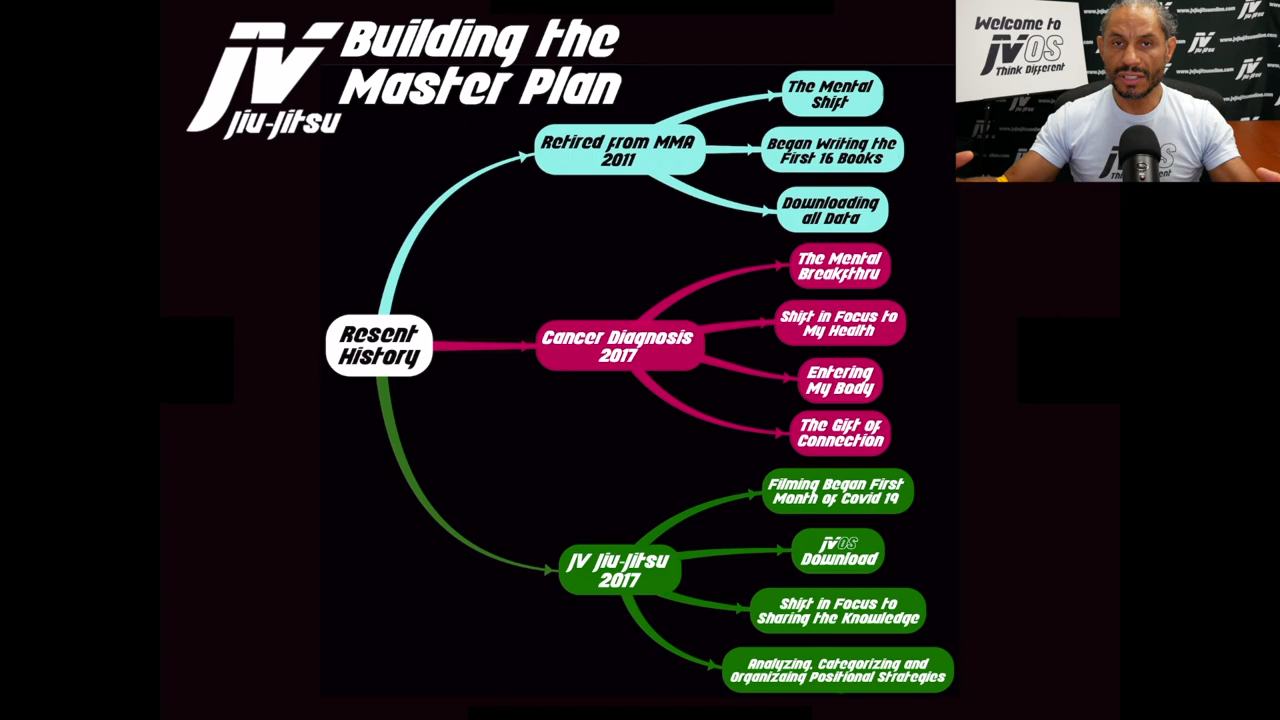 JV
Jiu-Jitsu
Building the
Master Plan
Welcome to
JVOS
Think Different
Resent
History
Retired from MMA
2011
The Mental
Shift
Began Writing the
First 16 Books
Downloading
all Data
Cancer Diagnosis
2017
The Mental
Breakthru
Shift in Focus to
My Health
Entering
My Body
The Gift of
Connection
JV Jiu-Jitsu
2017
Filming Began First
Month of Covid 19
JVOS
Download
Shift in Focus to
Sharing the Knowledge
Analyzing, Categorizing and
Organizaing Positional Strategies